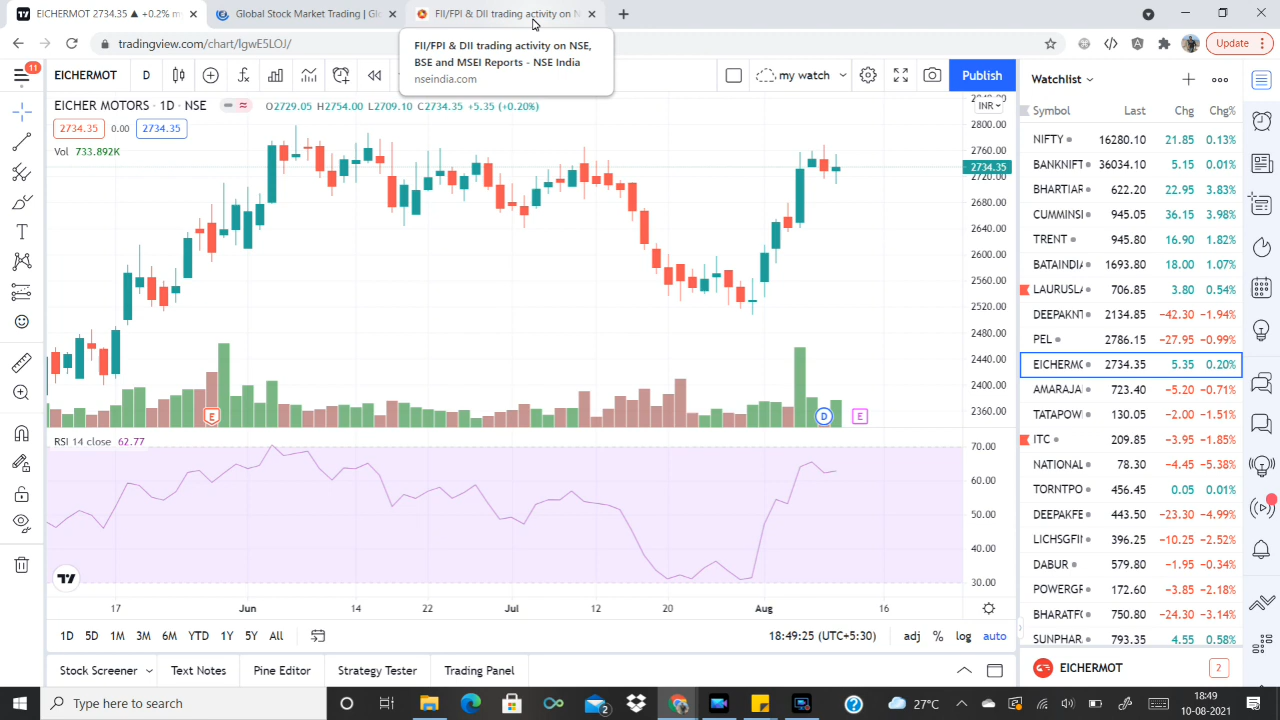 EICHERMOT 2734.35 ▲ +0.2% m
Global Stock Market Trading | Glo
FII/FPI & DII trading activity on N
tradingview.com/chart/lgwE5LOJ/
Update
FII/FPI & DII trading activity on NSE,
BSE and MSEI Reports - NSE India
nseindia.com
11
EICHERMOT D
my watch
Publish
EICHER MOTORS · 1D · NSE O2729.05 H2754.00 L2709.10 C2734.35 +5.35 (+0.20%)
2734.35 0.00 2734.35
Vol 733.892K
INR
2800.00
2760.00
2734.35
2720.00
2680.00
2640.00
2600.00
2560.00
2520.00
2480.00
2440.00
2400.00
2360.00
E D E
RSI 14 close 62.77
70.00
60.00
50.00
40.00
30.00
17 Jun 14 22 Jul 12 20 Aug 16
1D 5D 1M 3M 6M YTD 1Y 5Y All
18:49:25 (UTC+5:30) adj % log auto
Stock Screener Text Notes Pine Editor Strategy Tester Trading Panel
Watchlist
Symbol Last Chg Chg%
NIFTY 16280.10 21.85 0.13%
BANKNIFT 36034.10 5.15 0.01%
BHARTIAR 622.20 22.95 3.83%
CUMMINSI 945.05 36.15 3.98%
TRENT 945.80 16.90 1.82%
BATAINDIA 1693.80 18.00 1.07%
LAURUSLA 706.85 3.80 0.54%
DEEPAKNT 2134.85 −42.30 −1.94%
PEL 2786.15 −27.95 −0.99%
EICHERMO 2734.35 5.35 0.20%
AMARAJA 723.40 −5.20 −0.71%
TATAPOW 130.05 −2.00 −1.51%
ITC 209.85 −3.95 −1.85%
NATIONAL 78.30 −4.45 −5.38%
TORNTPO 456.45 0.05 0.01%
DEEPAKFE 443.50 −23.30 −4.99%
LICHSGFIN 396.25 −10.25 −2.52%
DABUR 579.80 −1.95 −0.34%
POWERGR 172.60 −3.85 −2.18%
BHARATFO 750.80 −24.30 −3.14%
SUNPHAR 793.35 4.55 0.58%
EICHERMOT 2
Type here to search
2
27°C
18:49
10-08-2021